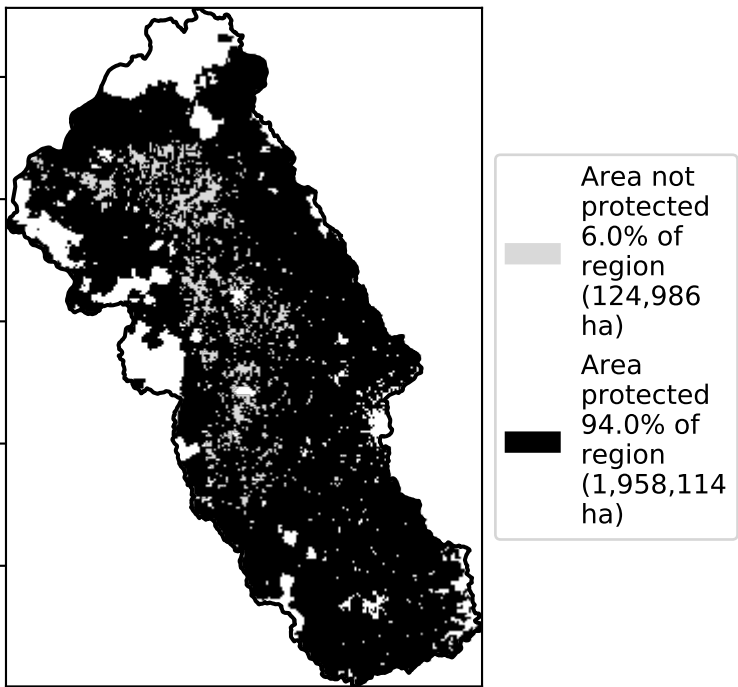 Area not
protected
6.0% of
region
(124,986
ha)
Area
protected
94.0% of
region
(1,958,114
ha)